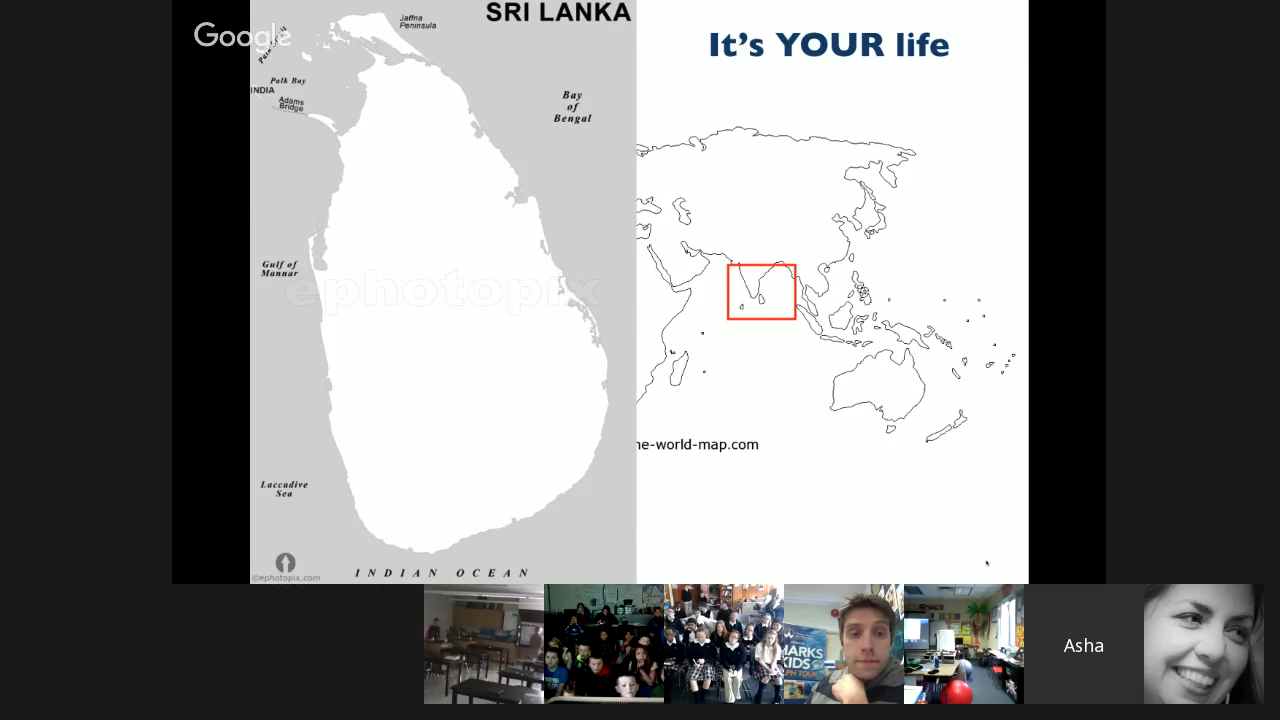 Google
SRI LANKA
It's YOUR life
Jaffna
Peninsula
Palk Bay
INDIA
Adams
Bridge
Bay
of
Bengal
Gulf of
Mannar
ephotopix
ne-world-map.com
Laccadive
Sea
©ephotopix.com
INDIAN OCEAN
ARKS
KIDS
Asha